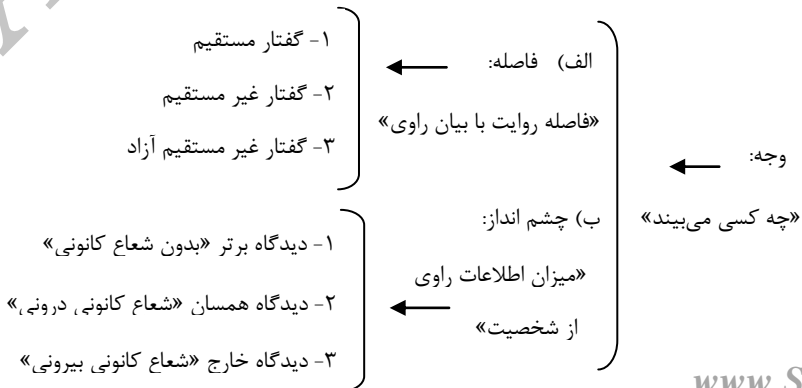 وجه:
«چه کسی می‌بیند»
الف) فاصله:
«فاصله روایت با بیان راوی»
۱- گفتار مستقیم
۲- گفتار غیر مستقیم
۳- گفتار غیر مستقیم آزاد
ب) چشم انداز:
«میزان اطلاعات راوی
از شخصیت»
۱- دیدگاه برتر «بدون شعاع کانونی»
۲- دیدگاه همسان «شعاع کانونی درونی»
۳- دیدگاه خارج «شعاع کانونی بیرونی»
www.S